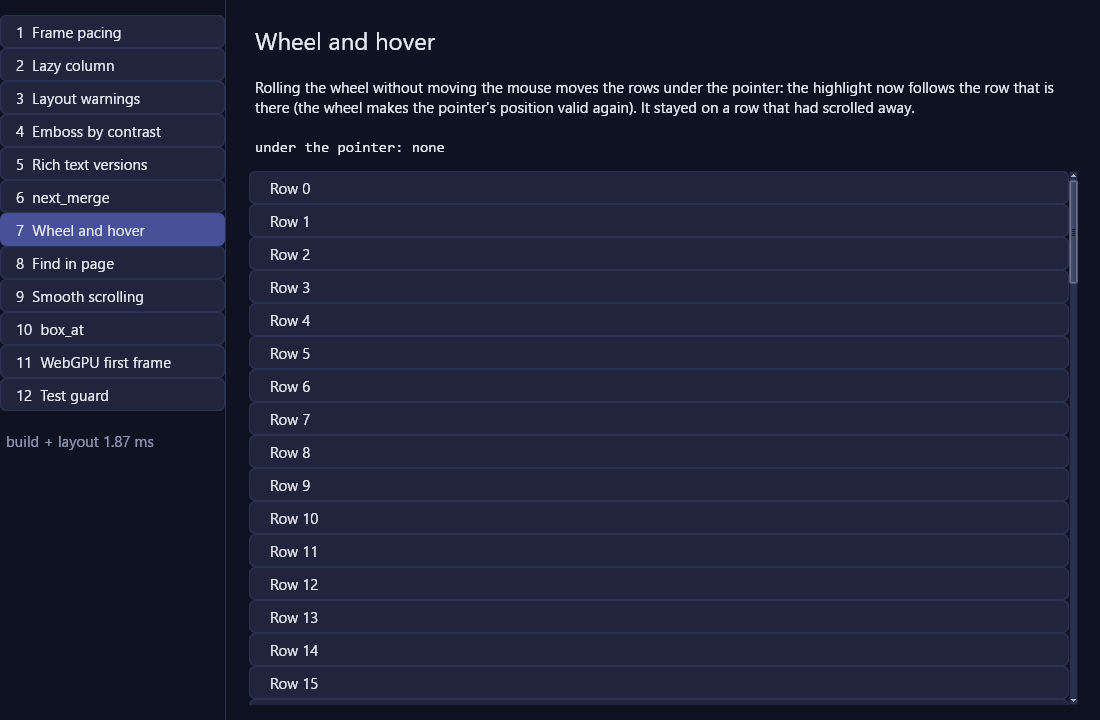 1 Frame pacing
2 Lazy column
3 Layout warnings
4 Emboss by contrast
5 Rich text versions
6 next_merge
7 Wheel and hover
8 Find in page
9 Smooth scrolling
10 box_at
11 WebGPU first frame
12 Test guard
build + layout 1.87 ms
Wheel and hover
Rolling the wheel without moving the mouse moves the rows under the pointer: the highlight now follows the row that is
there (the wheel makes the pointer's position valid again). It stayed on a row that had scrolled away.
under the pointer: none
Row 0
Row 1
Row 2
Row 3
Row 4
Row 5
Row 6
Row 7
Row 8
Row 9
Row 10
Row 11
Row 12
Row 13
Row 14
Row 15